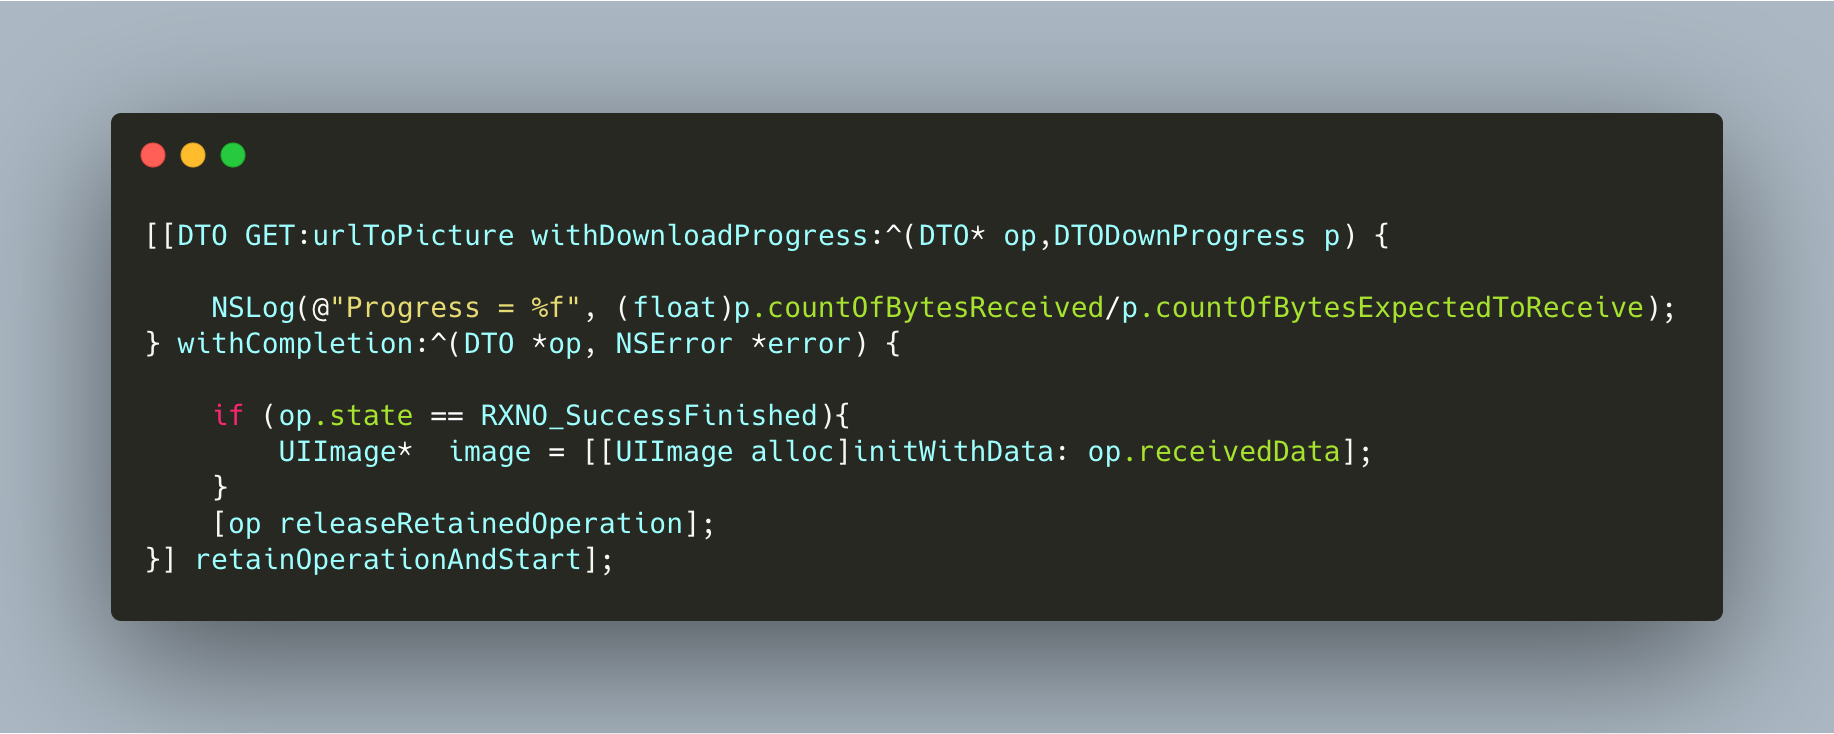 [[DTO GET:urlToPicture withDownloadProgress:^(DTO* op,DTODownProgress p) {
NSLog(@"Progress = %f", (float)p.countOfBytesReceived/p.countOfBytesExpectedToReceive);
} withCompletion:^(DTO *op, NSError *error) {
if (op.state == RXNO_SuccessFinished){
UIImage*  image = [[UIImage alloc]initWithData: op.receivedData];
}
[op releaseRetainedOperation];
}] retainOperationAndStart];